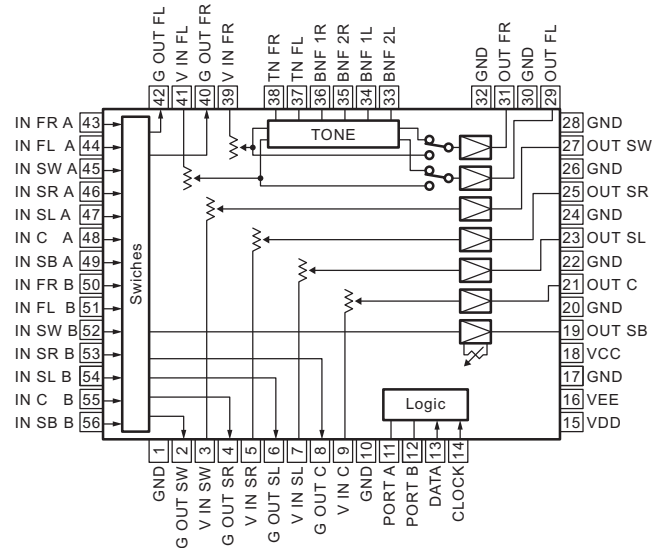 G OUT FL
V IN FL
G OUT FR
V IN FR
TN FR
TN FL
BNF 1R
BNF 2R
BNF 1L
BNF 2L
GND
OUT FR
GND
OUT FL
42 41 40 39 38 37 36 35 34 33 32 31 30 29
IN FR A 43
IN FL A 44
IN SW A 45
IN SR A 46
IN SL A 47
IN C A 48
IN SB A 49
IN FR B 50
IN FL B 51
IN SW B 52
IN SR B 53
IN SL B 54
IN C B 55
IN SB B 56
Swiches
TONE
Logic
28 GND
27 OUT SW
26 GND
25 OUT SR
24 GND
23 OUT SL
22 GND
21 OUT C
20 GND
19 OUT SB
18 VCC
17 GND
16 VEE
15 VDD
1 2 3 4 5 6 7 8 9 10 11 12 13 14
GND
G OUT SW
V IN SW
G OUT SR
V IN SR
G OUT SL
V IN SL
G OUT C
V IN C
GND
PORT A
PORT B
DATA
CLOCK